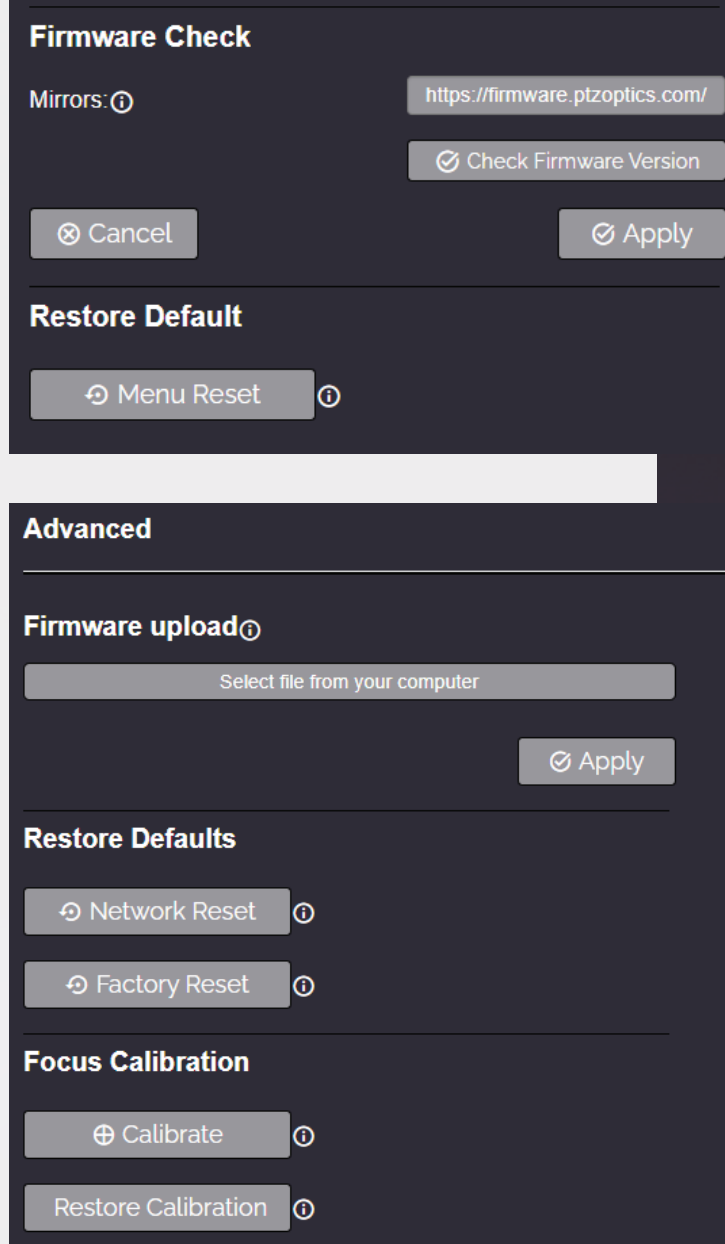 Firmware Check
Mirrors: https://firmware.ptzoptics.com/
Check Firmware Version
Cancel Apply
Restore Default
Menu Reset
Advanced
Firmware upload
Select file from your computer
Apply
Restore Defaults
Network Reset
Factory Reset
Focus Calibration
Calibrate
Restore Calibration